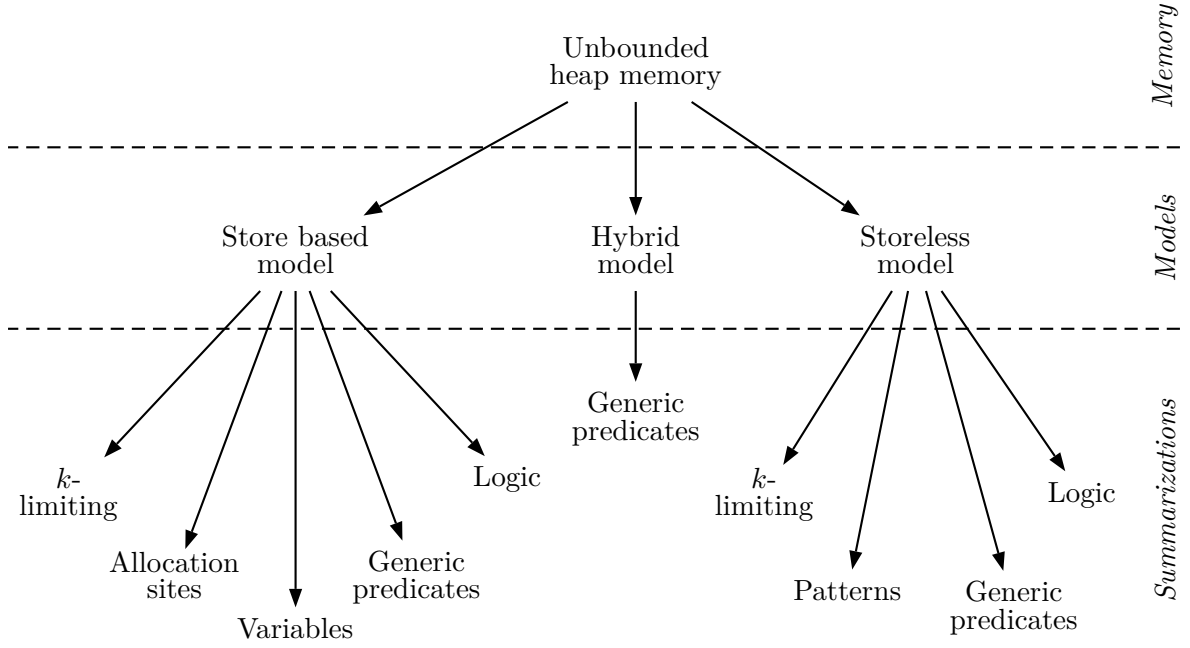 Unbounded
heap memory
Memory
Store based
model
Hybrid
model
Storeless
model
Models
Generic
predicates
k-
limiting
Allocation
sites
Variables
Generic
predicates
Logic
k-
limiting
Patterns
Generic
predicates
Logic
Summarizations